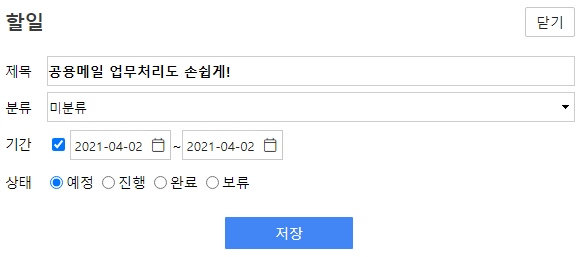 할일 닫기
제목 공용메일 업무처리도 손쉽게!
분류 미분류
기간 2021-04-02 ~ 2021-04-02
상태 예정 진행 완료 보류
저장